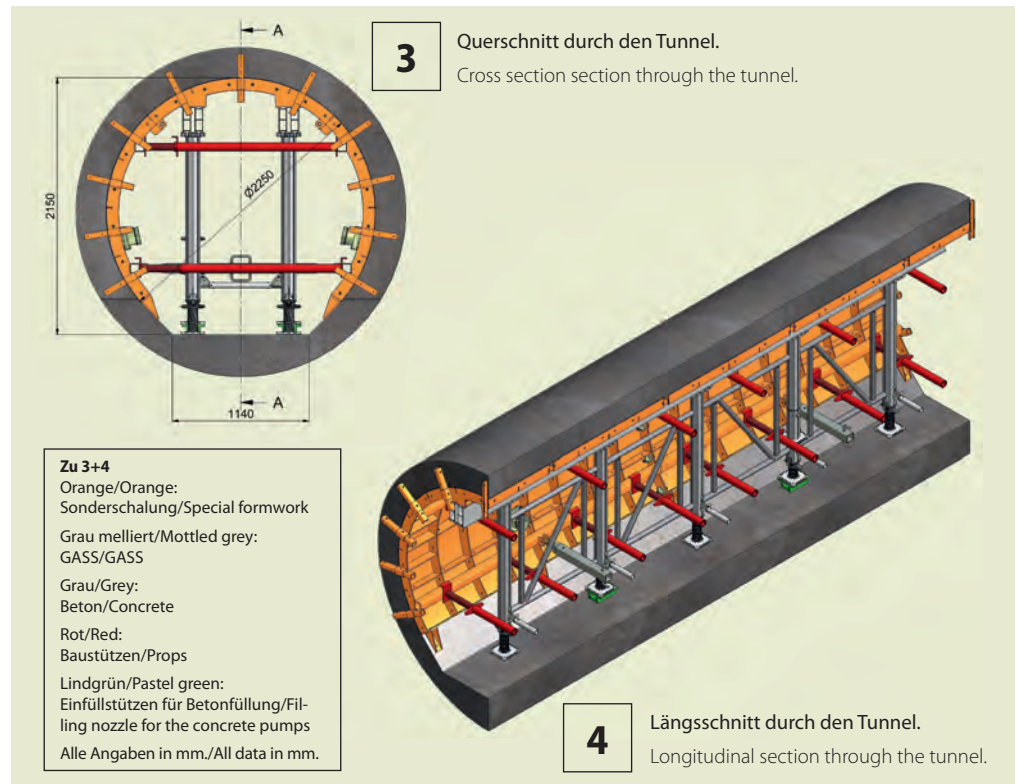 A
3
Querschnitt durch den Tunnel.
Cross section section through the tunnel.
2150
Ø2250
1140
A
Zu 3+4
Orange/Orange:
Sonderschalung/Special formwork
Grau melliert/Mottled grey:
GASS/GASS
Grau/Grey:
Beton/Concrete
Rot/Red:
Baustützen/Props
Lindgrün/Pastel green:
Einfüllstützen für Betonfüllung/Fil-
ling nozzle for the concrete pumps
Alle Angaben in mm./All data in mm.
4
Längsschnitt durch den Tunnel.
Longitudinal section through the tunnel.